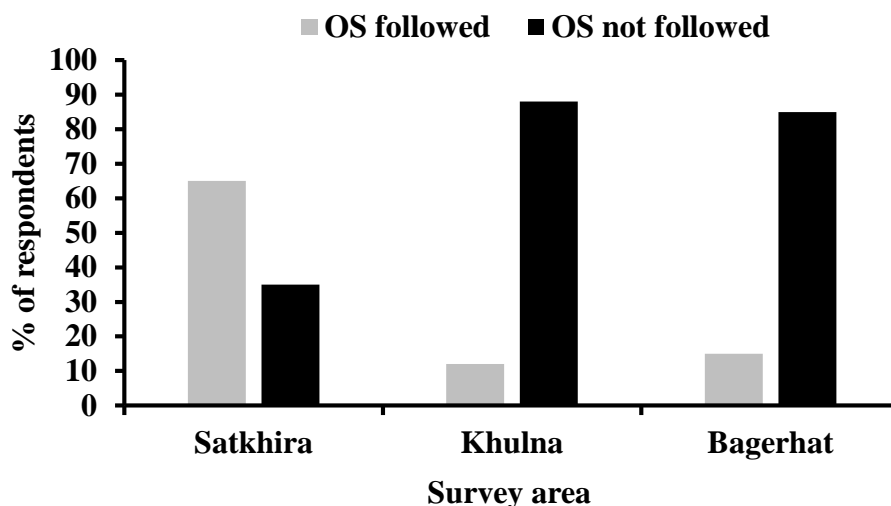 OS followed OS not followed
100
90
80
70
60
50
40
30
20
10
0
% of respondents
Satkhira Khulna Bagerhat
Survey area